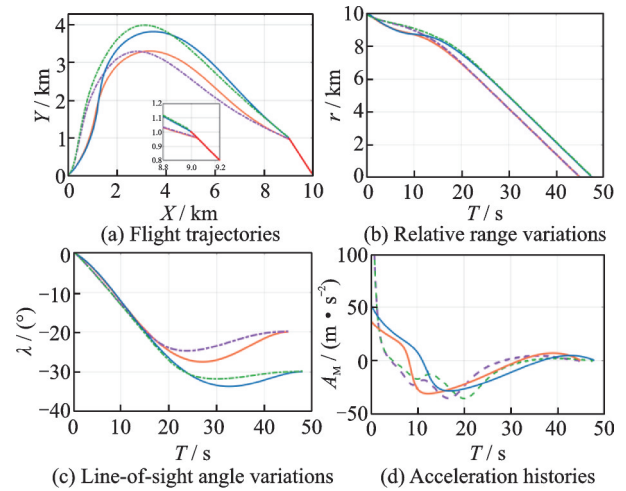 4
3
2
1
0
Y / km
1.2
1.1
1.0
0.9
0.8
8.8 9.0 9.2
0 2 4 6 8 10
X / km
(a) Flight trajectories
10
8
6
4
2
0
r / km
0 10 20 30 40 50
T / s
(b) Relative range variations
0
−10
−20
−30
−40
λ / (°)
0 10 20 30 40 50
T / s
(c) Line-of-sight angle variations
100
50
0
−50
A_M / (m • s⁻²)
0 10 20 30 40 50
T / s
(d) Acceleration histories